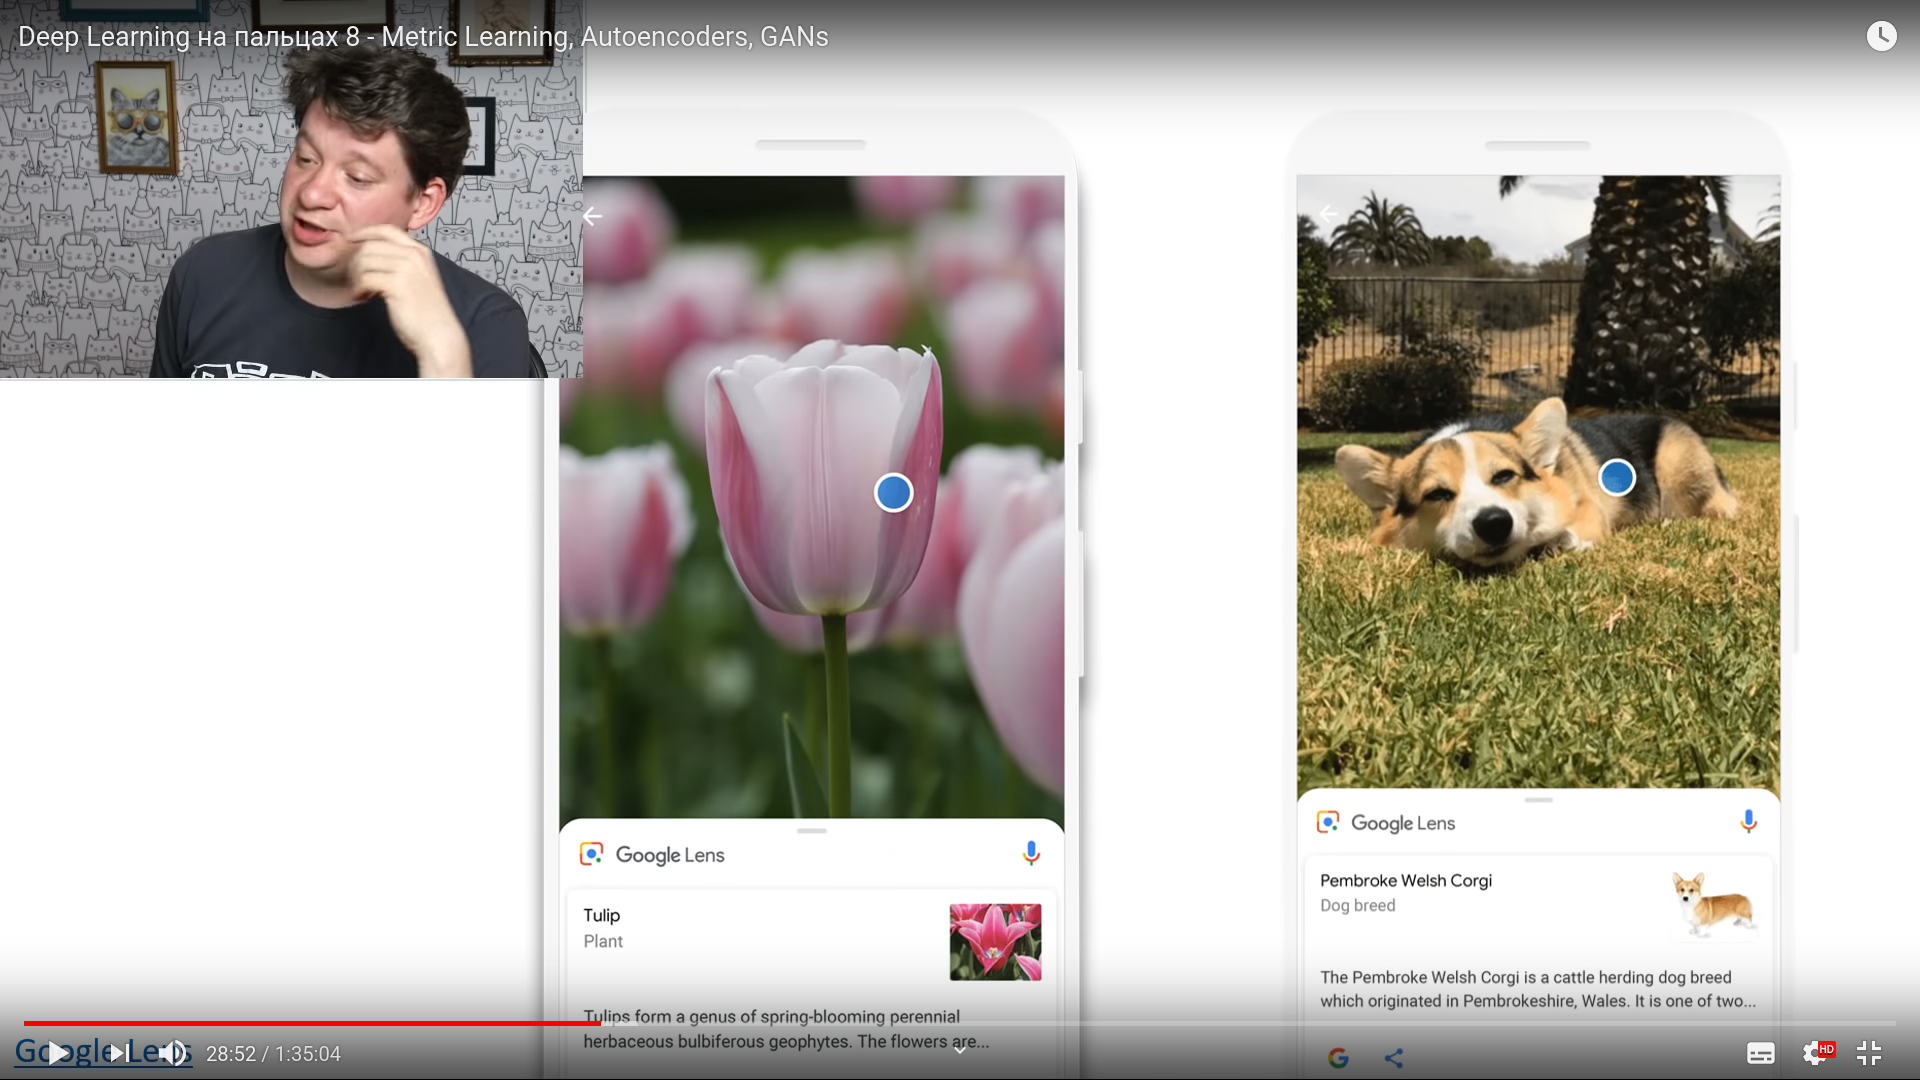 Deep Learning на пальцах 8 - Metric Learning, Autoencoders, GANs
Google Lens
Tulip
Plant
Tulips form a genus of spring-blooming perennial
herbaceous bulbiferous geophytes. The flowers are...
Google Lens
Pembroke Welsh Corgi
Dog breed
The Pembroke Welsh Corgi is a cattle herding dog breed
which originated in Pembrokeshire, Wales. It is one of two...
Google Lens
28:52 / 1:35:04
HD